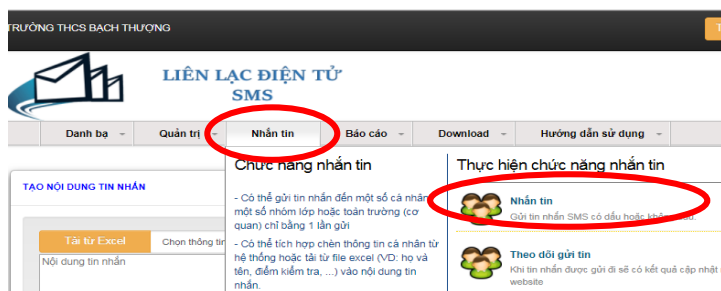 TRƯỜNG THCS BẠCH THƯỢNG
LIÊN LẠC ĐIỆN TỬ
SMS
Danh bạ
Quản trị
Nhắn tin
Báo cáo
Download
Hướng dẫn sử dụng
TẠO NỘI DUNG TIN NHẮN
Tải từ Excel
Chọn thông tin
Nội dung tin nhắn
Chức năng nhắn tin
- Có thể gửi tin nhắn đến một số cá nhân
một số nhóm lớp hoặc toàn trường (cơ
quan) chỉ bằng 1 lần gửi
- Có thể tích hợp chèn thông tin cá nhân từ
hệ thống hoặc tải từ file excel (VD: họ và
tên, điểm kiểm tra, ...) vào nội dung tin
nhắn.
Thực hiện chức năng nhắn tin
Nhắn tin
Gửi tin nhắn SMS có dấu hoặc không dấu.
Theo dõi gửi tin
Khi tin nhắn được gửi đi sẽ có kết quả cập nhật
website